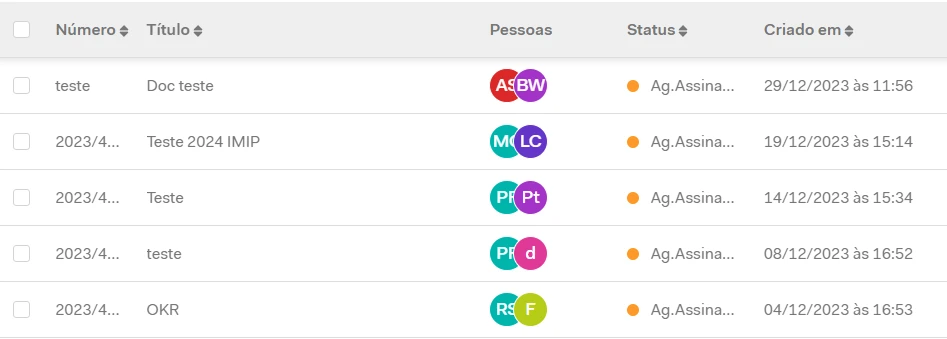 Número Título Pessoas Status Criado em
teste Doc teste AS BW Ag.Assina... 29/12/2023 às 11:56
2023/4... Teste 2024 IMIP LC Ag.Assina... 19/12/2023 às 15:14
2023/4... Teste Pt Ag.Assina... 14/12/2023 às 15:34
2023/4... teste d Ag.Assina... 08/12/2023 às 16:52
2023/4... OKR RS F Ag.Assina... 04/12/2023 às 16:53